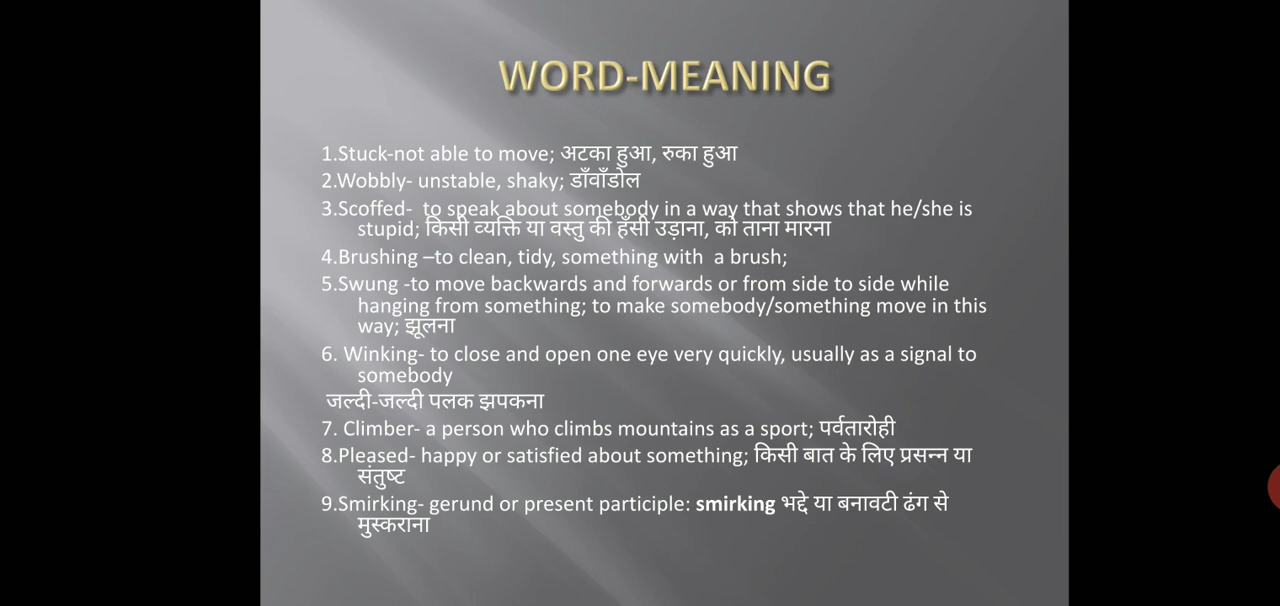 WORD-MEANING
1.Stuck-not able to move; अटका हुआ, रुका हुआ
2.Wobbly- unstable, shaky; डाँवाँडोल
3.Scoffed-  to speak about somebody in a way that shows that he/she is
stupid; किसी व्यक्ति या वस्तु की हँसी उड़ाना, को ताना मारना
4.Brushing –to clean, tidy, something with  a brush;
5.Swung -to move backwards and forwards or from side to side while
hanging from something; to make somebody/something move in this
way; झूलना
6. Winking- to close and open one eye very quickly, usually as a signal to
somebody
जल्दी-जल्दी पलक झपकना
7. Climber- a person who climbs mountains as a sport; पर्वतारोही
8.Pleased- happy or satisfied about something; किसी बात के लिए प्रसन्न या
संतुष्ट
9.Smirking- gerund or present participle: smirking भद्दे या बनावटी ढंग से
मुस्कराना